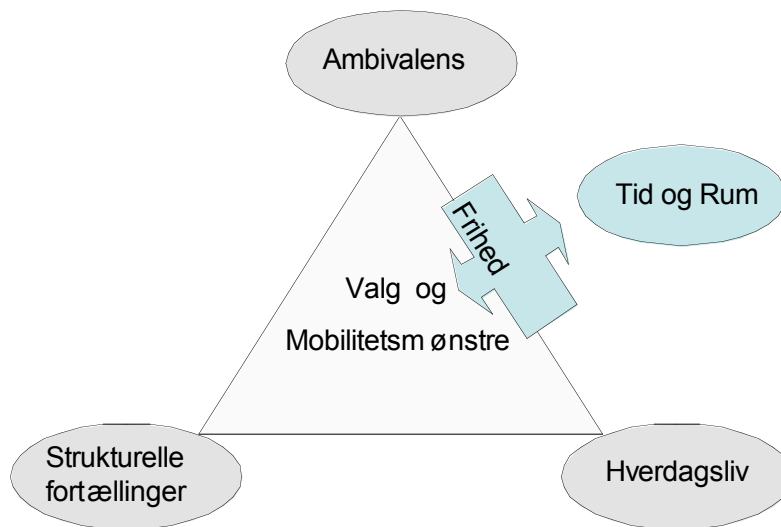 Ambivalens
Tid og Rum
Frihed
Valg og
Mobilitetsm ønstre
Strukturelle
fortællinger
Hverdagsliv